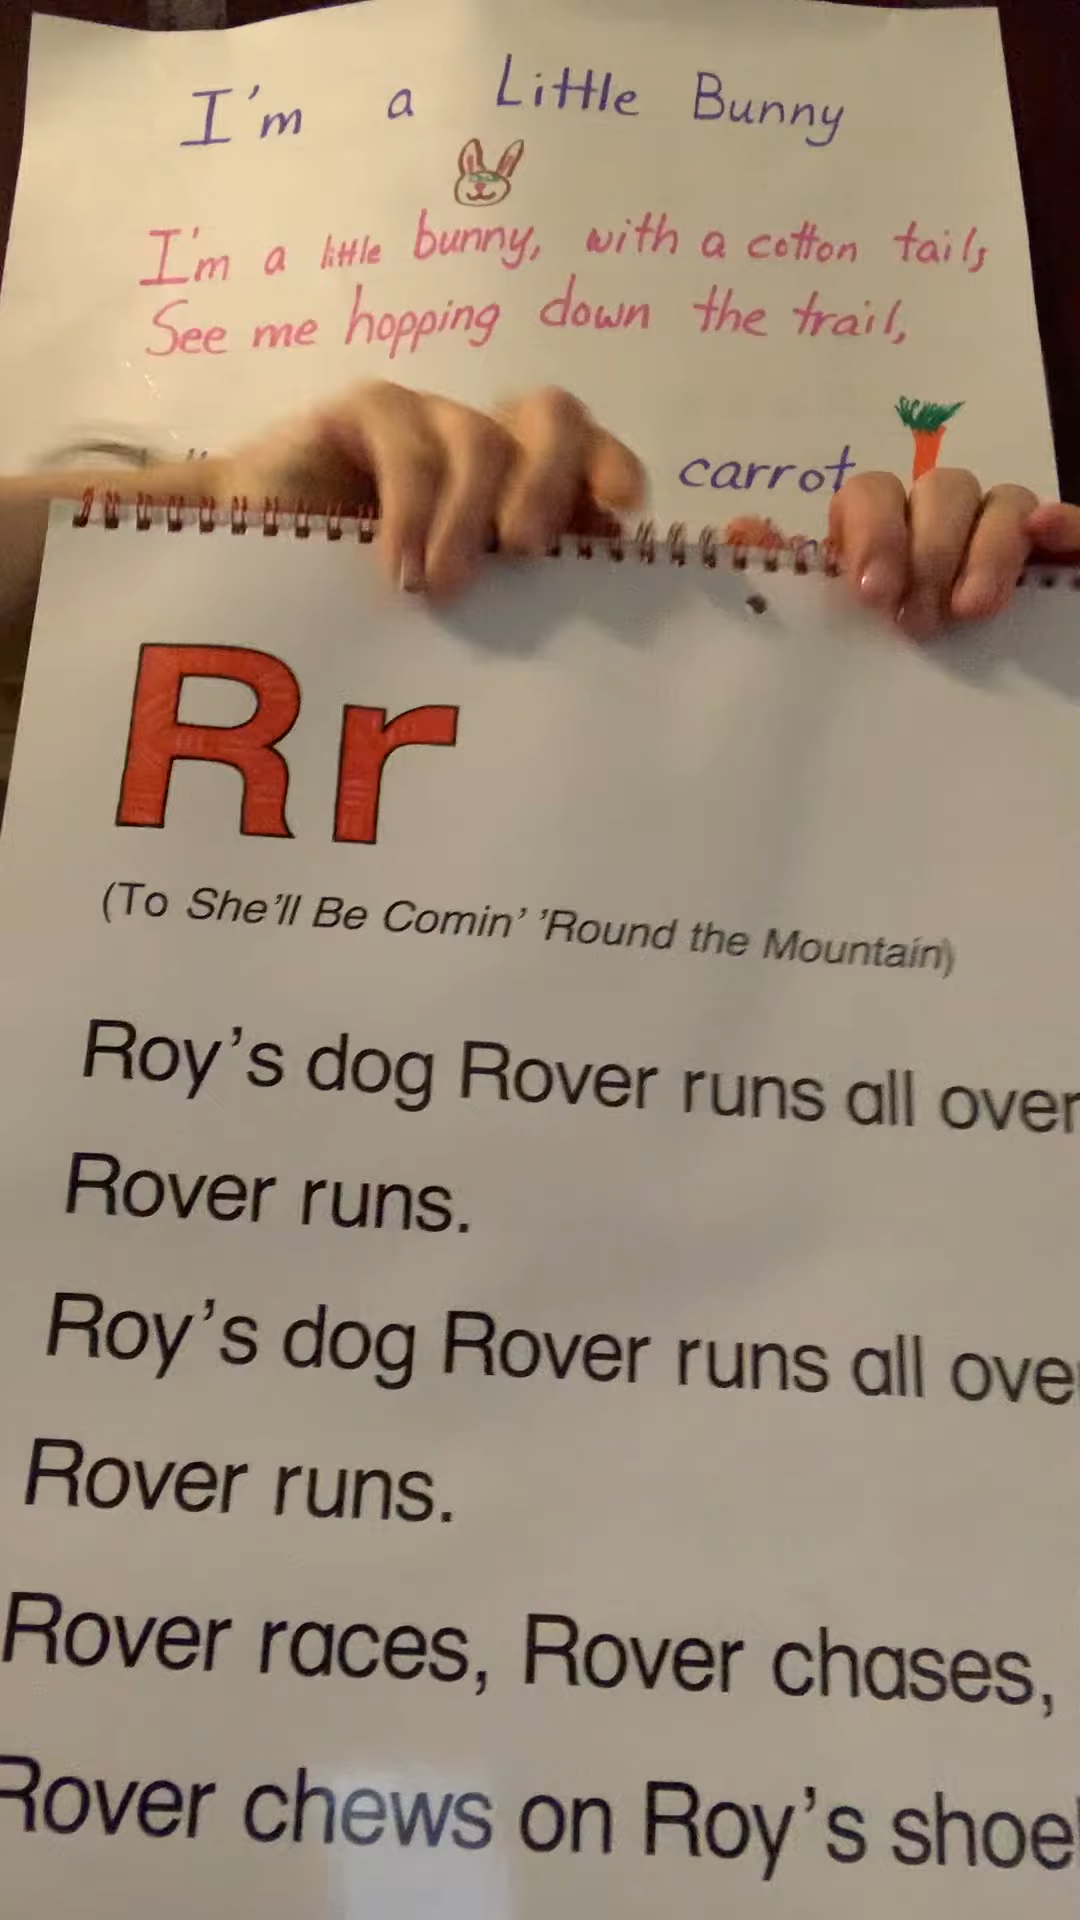 I'm a Little Bunny
I'm a little bunny, with a cotton tail,
See me hopping down the trail,
carrot
Rr
(To She'll Be Comin' 'Round the Mountain)
Roy's dog Rover runs all over
Rover runs.
Roy's dog Rover runs all ove
Rover runs.
Rover races, Rover chases,
Rover chews on Roy's shoe